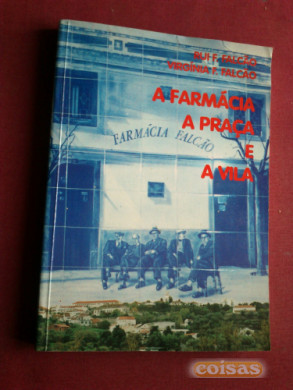 RUI F. FALCÃO
VIRGÍNIA F. FALCÃO
A FARMÁCIA
A PRAÇA
E
A VILA
FARMÁCIA FALCÃO
coisas